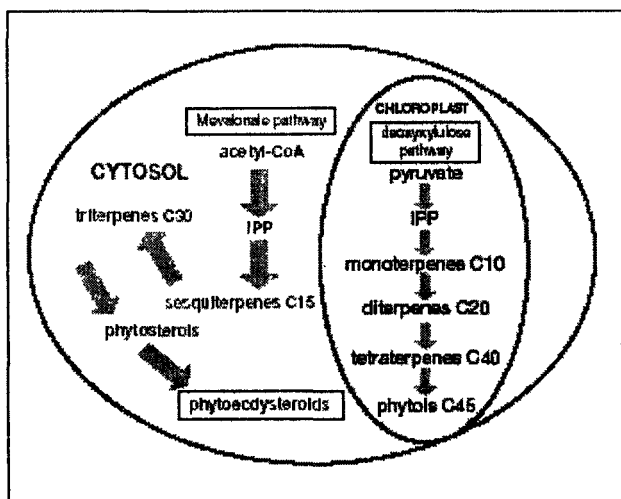 Mevalonate pathway
acetyl-CoA
CYTOSOL
IPP
triterpenes C30
sesquiterpenes C15
phytosterols
phytoecdysteroids
CHLOROPLAST
deoxyxylulose
pathway
pyruvate
IPP
monoterpenes C10
diterpenes C20
tetraterpenes C40
phytols C45